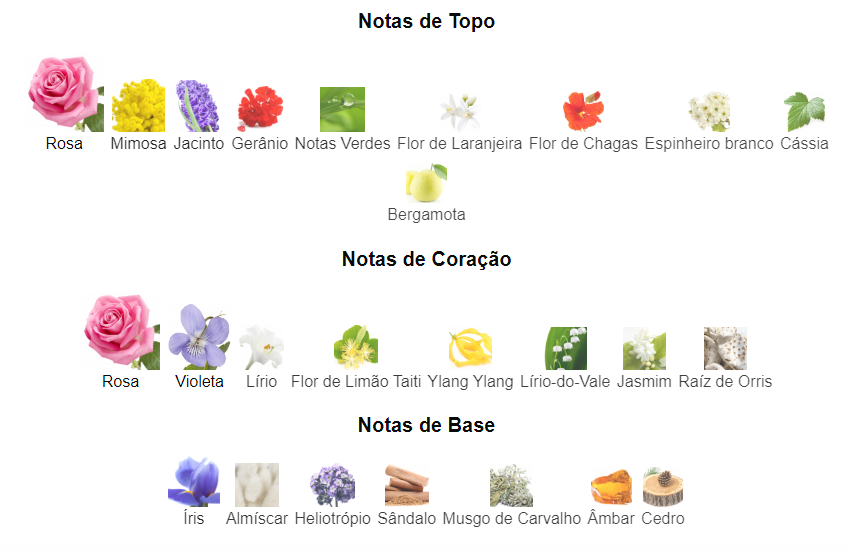 Notas de Topo
Rosa Mimosa Jacinto Gerânio Notas Verdes Flor de Laranjeira Flor de Chagas Espinheiro branco Cássia
Bergamota
Notas de Coração
Rosa Violeta Lírio Flor de Limão Taiti Ylang Ylang Lírio-do-Vale Jasmim Raíz de Orris
Notas de Base
Íris Almíscar Heliotrópio Sândalo Musgo de Carvalho Âmbar Cedro